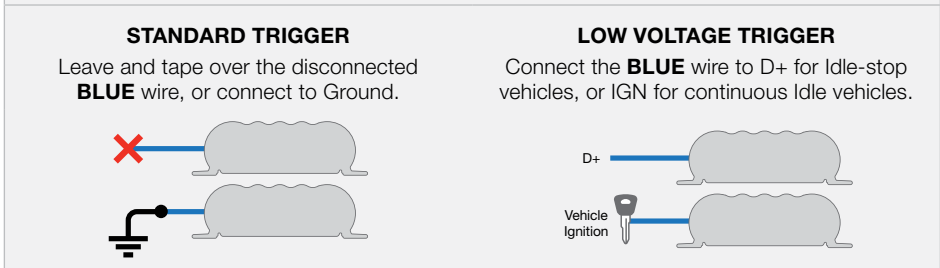 STANDARD TRIGGER
Leave and tape over the disconnected
BLUE wire, or connect to Ground.
LOW VOLTAGE TRIGGER
Connect the BLUE wire to D+ for Idle-stop
vehicles, or IGN for continuous Idle vehicles.
D+
Vehicle
Ignition